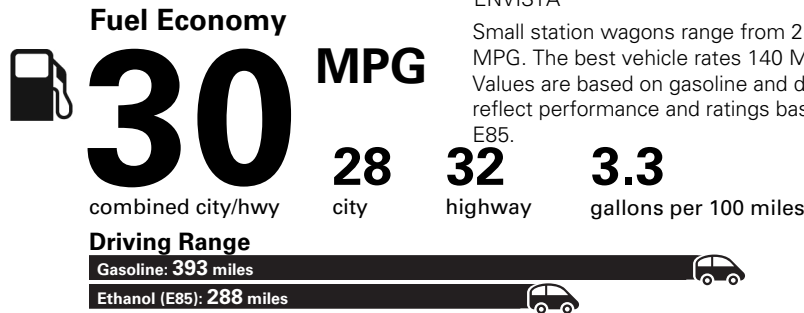 Fuel Economy
30
MPG
combined city/hwy
ENVISTA
Small station wagons range from
MPG. The best vehicle rates 140
Values are based on gasoline and
reflect performance and ratings
E85.
28
city
32
highway
3.3
gallons per 100 miles
Driving Range
Gasoline: 393 miles
Ethanol (E85): 288 miles